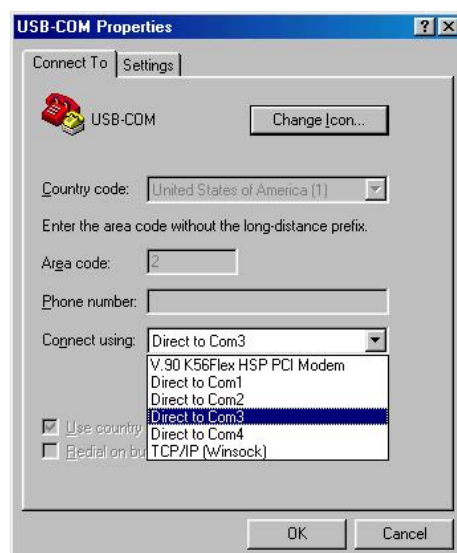 USB-COM Properties ? X
Connect To Settings
USB-COM Change Icon...
Country code: United States of America (1)
Enter the area code without the long-distance prefix.
Area code: 2
Phone number:
Connect using: Direct to Com3
V.90 K56Flex HSP PCI Modem
Direct to Com1
Direct to Com2
Direct to Com3
Direct to Com4
Use country
Redial on bu TCP/IP (Winsock)
OK Cancel